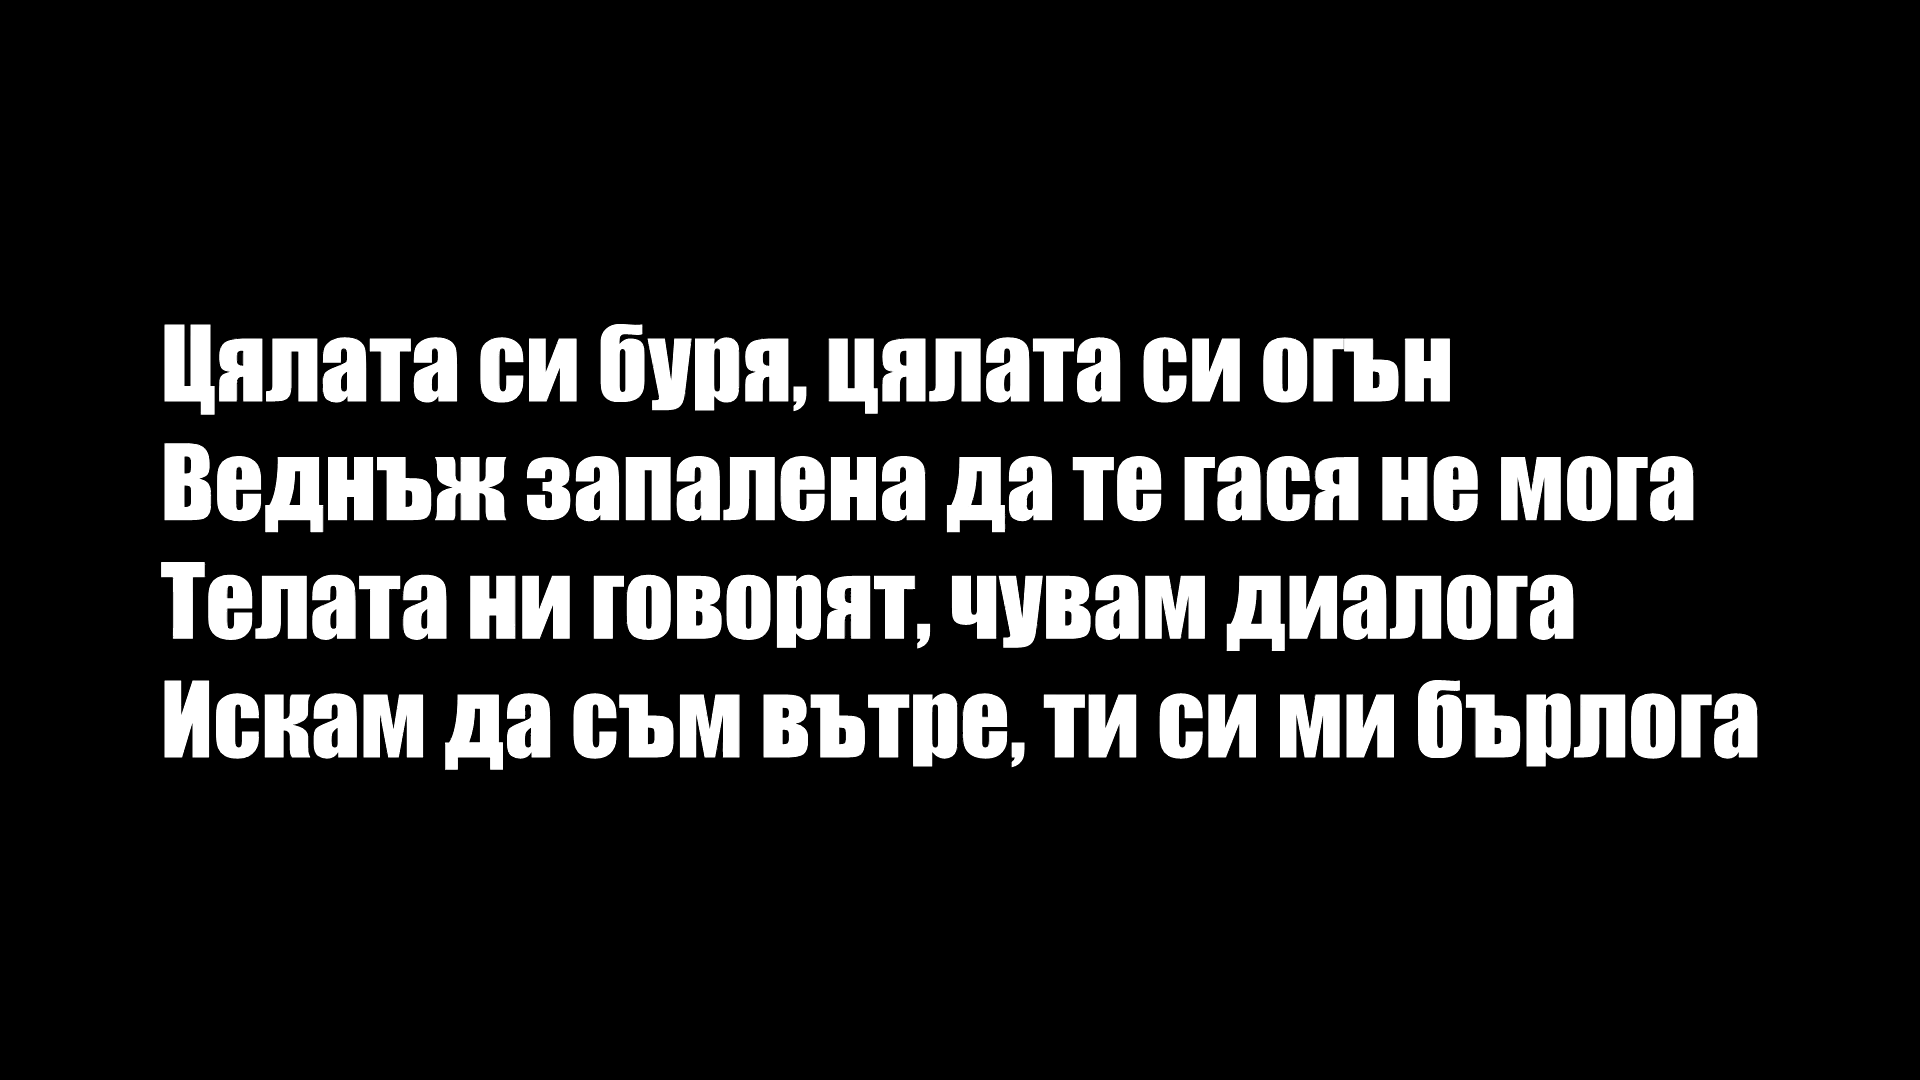 Цялата си буря, цялата си огън
Веднъж запалена да те гася не мога
Телата ни говорят, чувам диалога
Искам да съм вътре, ти си ми бърлога